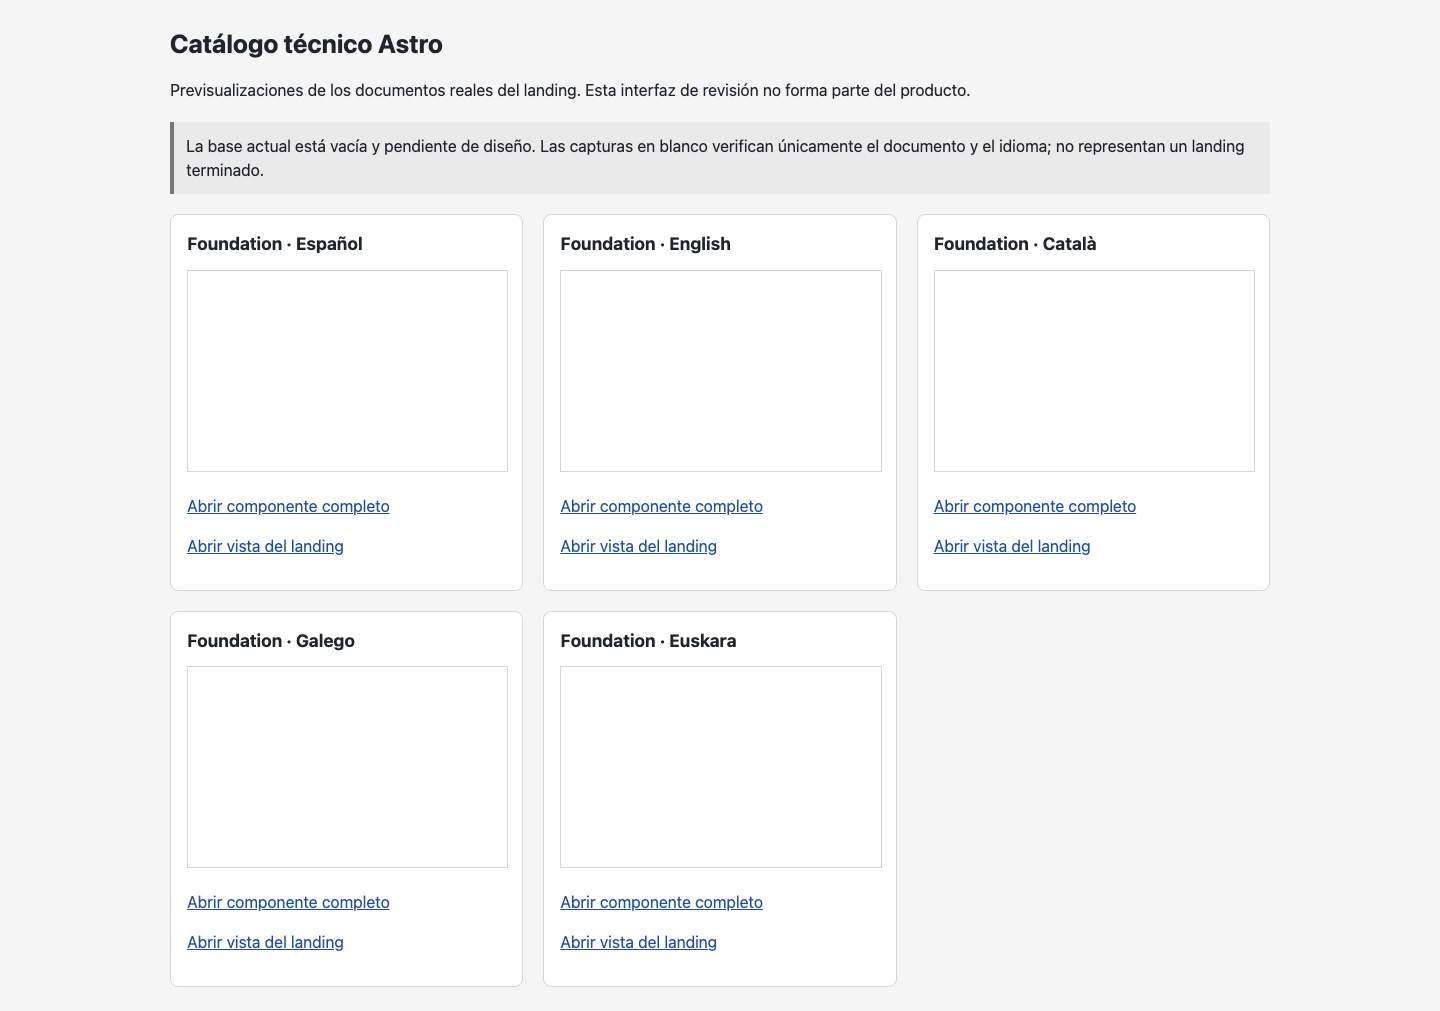 Catálogo técnico Astro
Previsualizaciones de los documentos reales del landing. Esta interfaz de revisión no forma parte del producto.
La base actual está vacía y pendiente de diseño. Las capturas en blanco verifican únicamente el documento y el idioma; no representan un landing
terminado.
Foundation · Español
Abrir componente completo
Abrir vista del landing
Foundation · English
Abrir componente completo
Abrir vista del landing
Foundation · Català
Abrir componente completo
Abrir vista del landing
Foundation · Galego
Abrir componente completo
Abrir vista del landing
Foundation · Euskara
Abrir componente completo
Abrir vista del landing